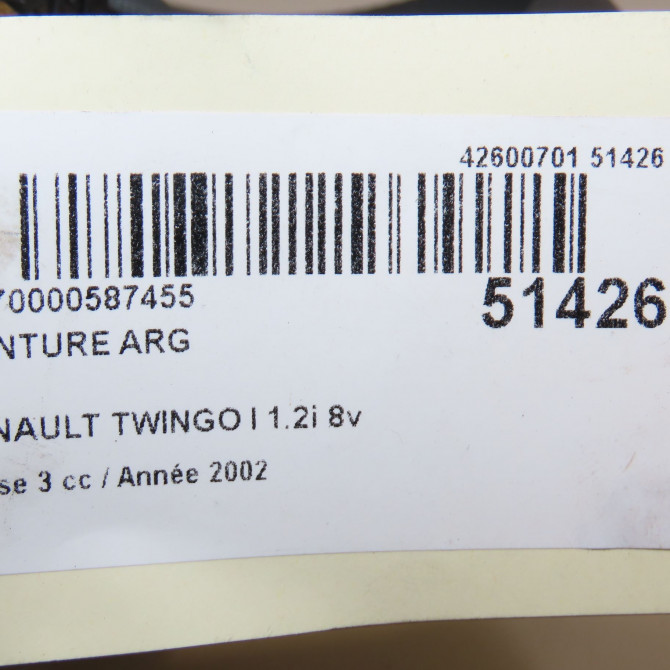 42600701 51426
70000587455
51426
NTURE ARG
NAULT TWINGO I 1.2i 8v
se 3 cc / Année 2002